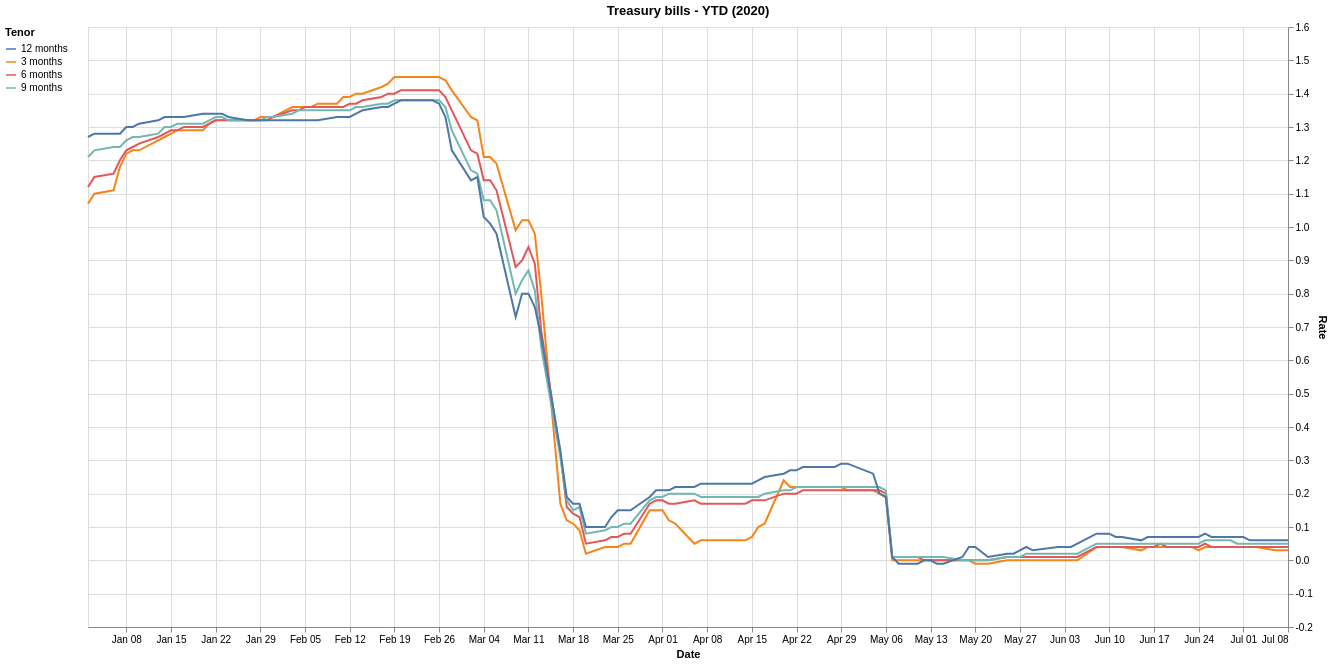 Treasury bills - YTD (2020)
Tenor
12 months
3 months
6 months
9 months
1.6
1.5
1.4
1.3
1.2
1.1
1.0
0.9
0.8
0.7
0.6
0.5
0.4
0.3
0.2
0.1
0.0
-0.1
-0.2
Rate
Jan 08 Jan 15 Jan 22 Jan 29 Feb 05 Feb 12 Feb 19 Feb 26 Mar 04 Mar 11 Mar 18 Mar 25 Apr 01 Apr 08 Apr 15 Apr 22 Apr 29 May 06 May 13 May 20 May 27 Jun 03 Jun 10 Jun 17 Jun 24 Jul 01 Jul 08
Date